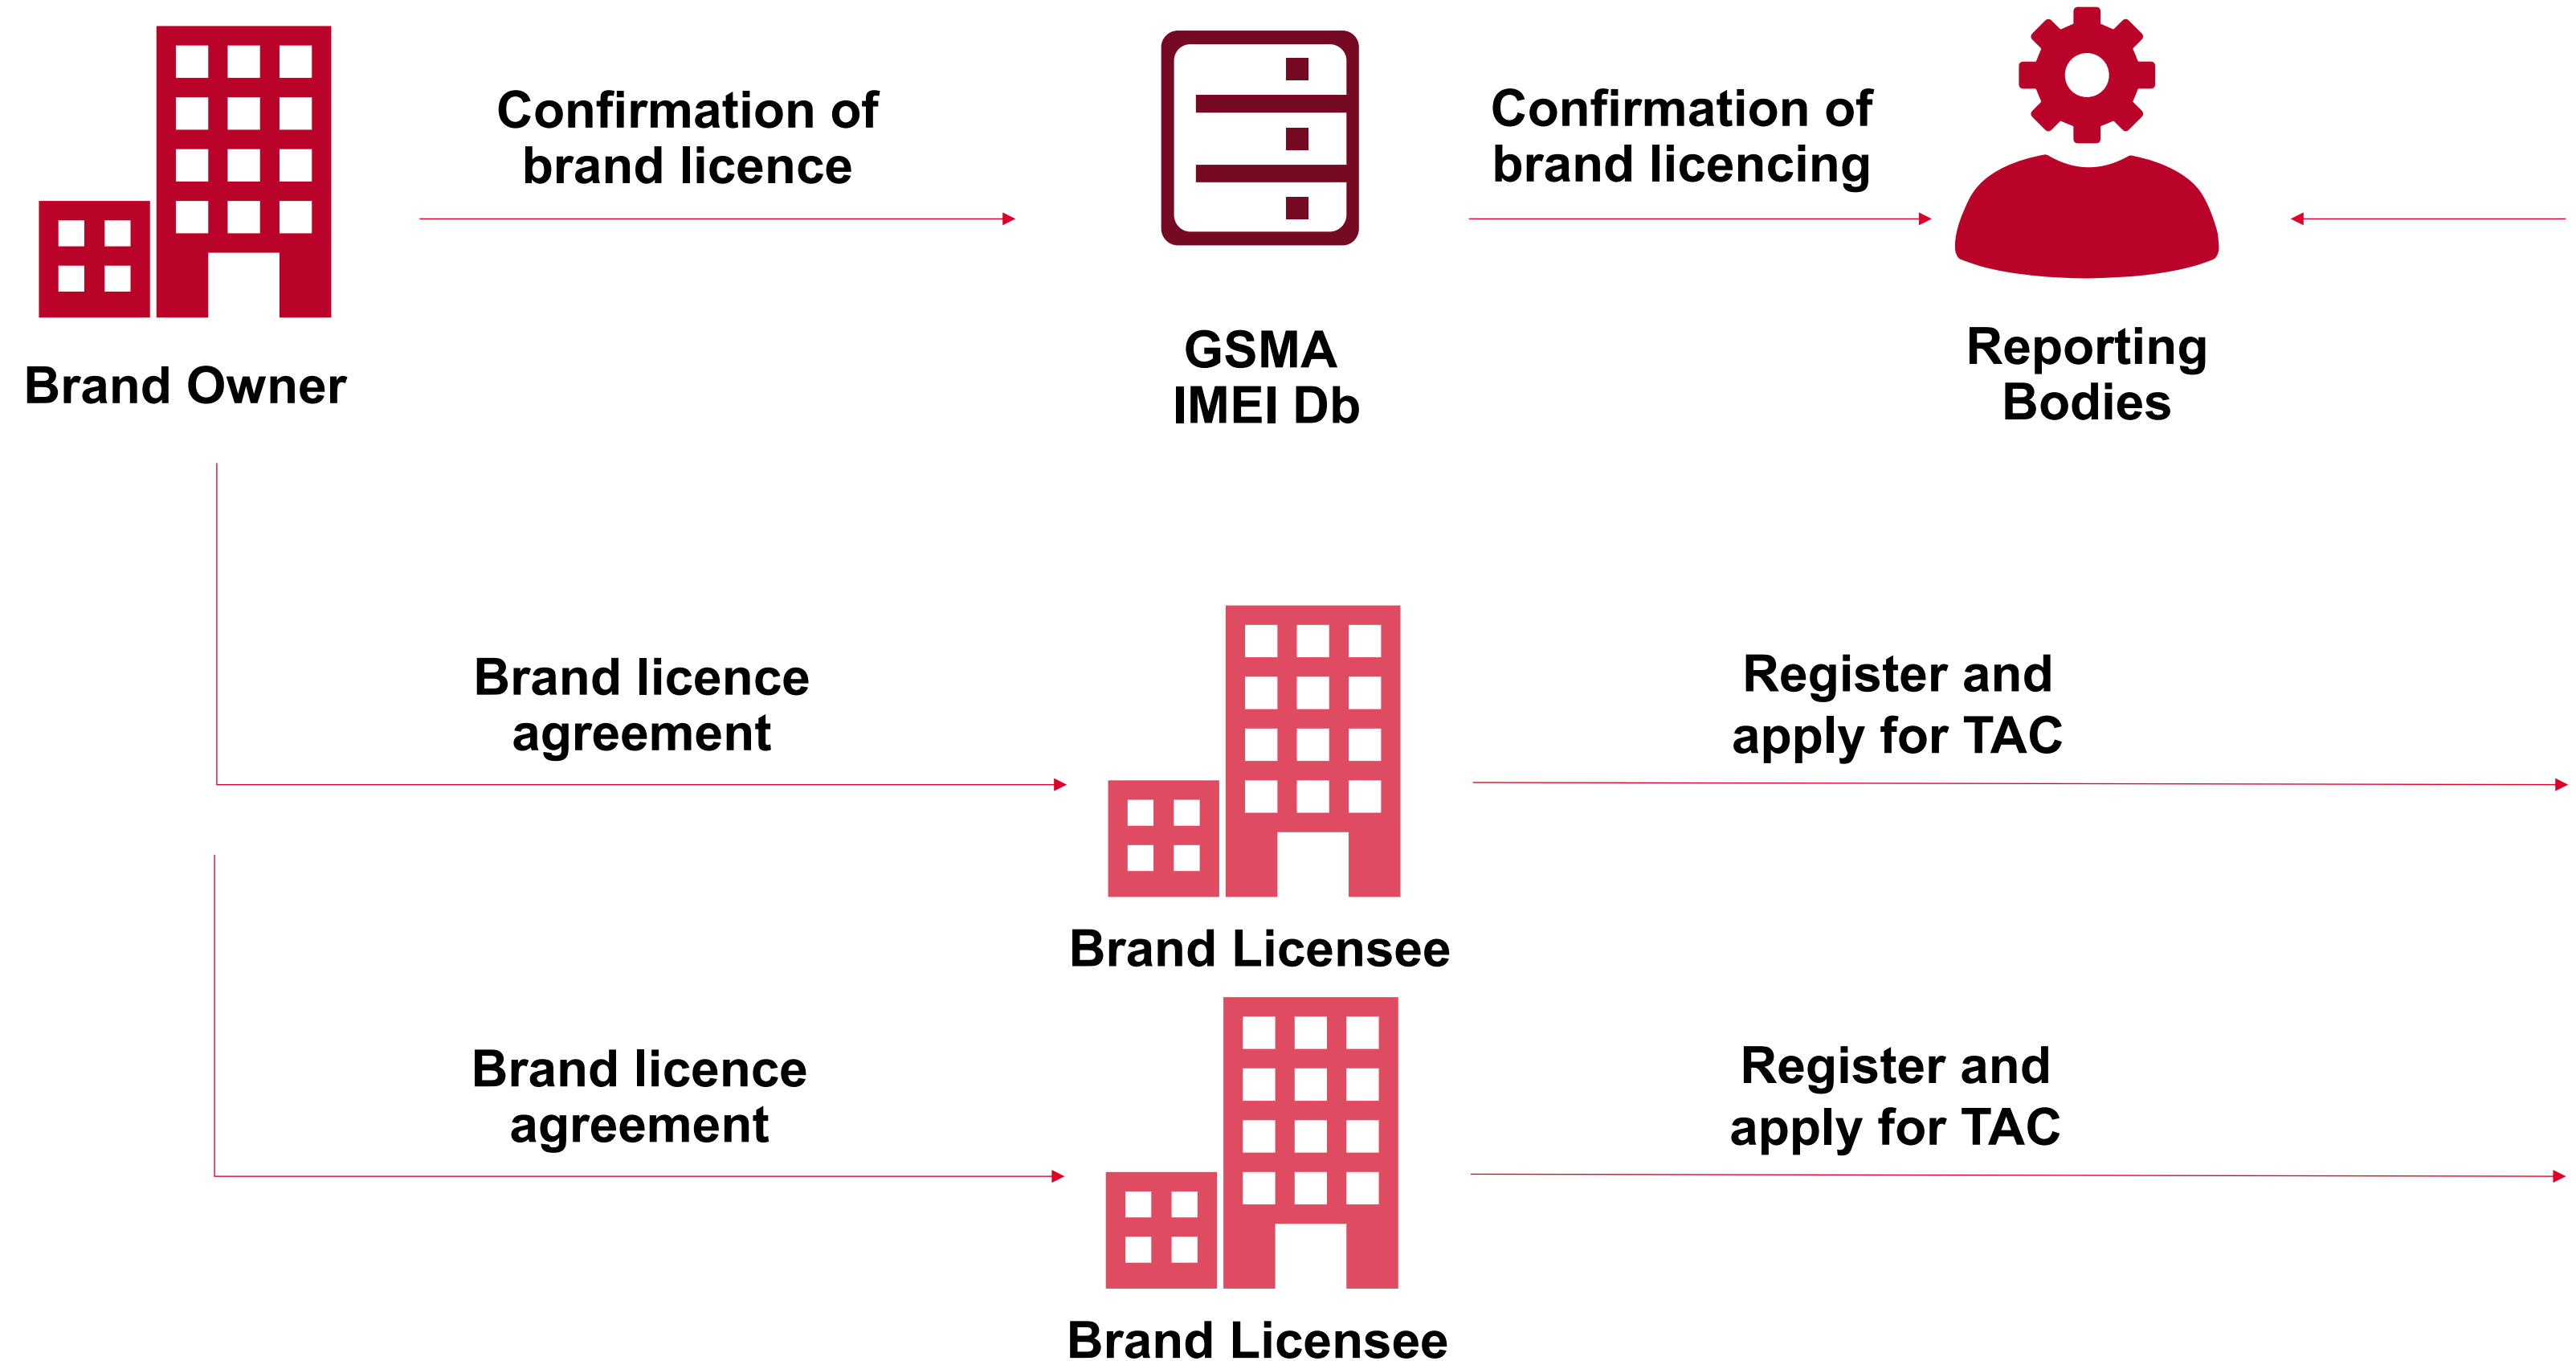 Confirmation of
brand licence
Confirmation of
brand licencing
Brand Owner
GSMA
IMEI Db
Reporting
Bodies
Brand licence
agreement
Register and
apply for TAC
Brand Licensee
Brand licence
agreement
Register and
apply for TAC
Brand Licensee